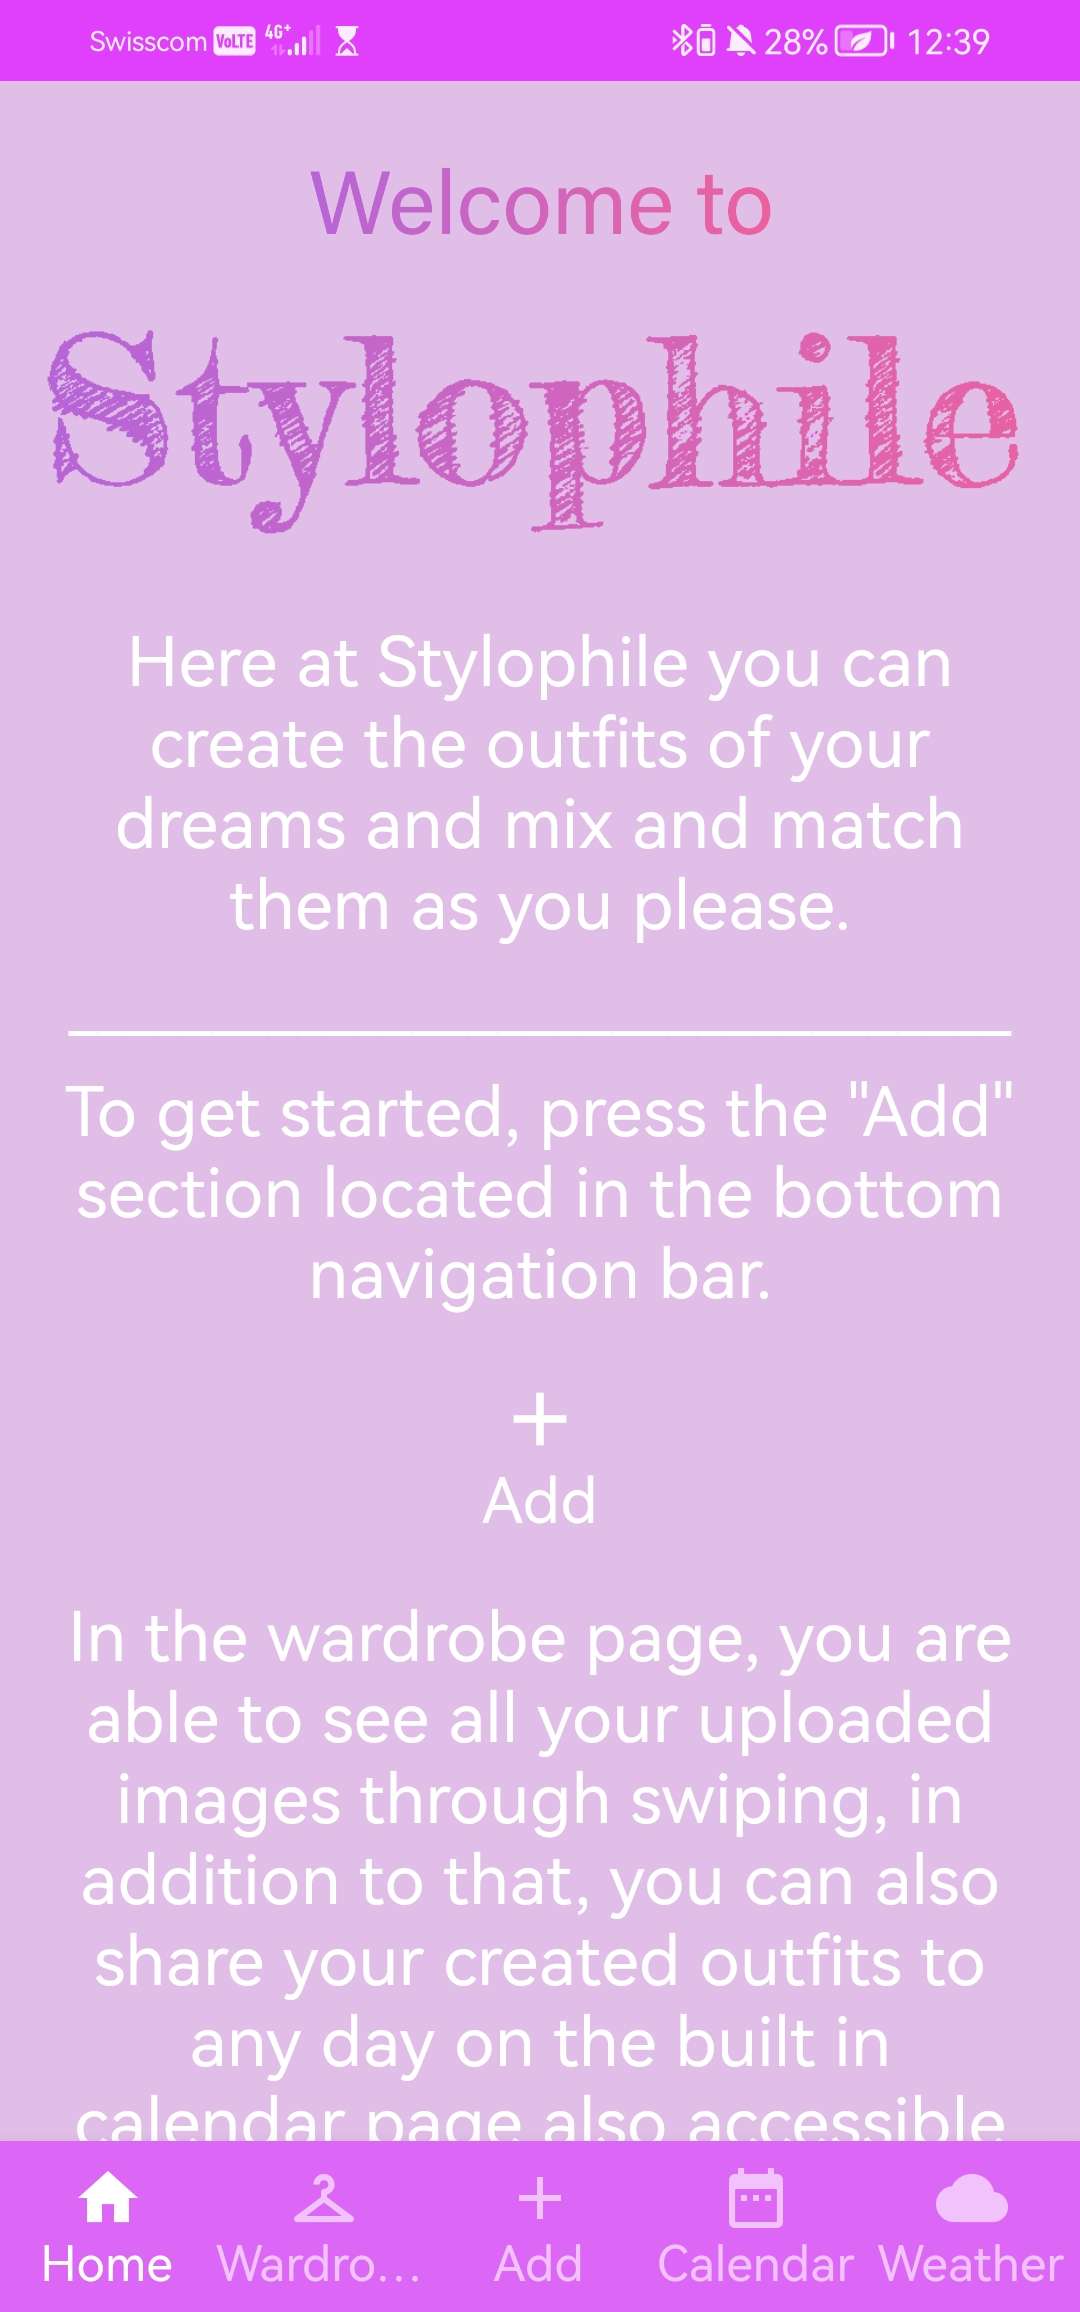 Swisscom VoLTE 4G+ 28% 12:39
Welcome to
Stylophile
Here at Stylophile you can
create the outfits of your
dreams and mix and match
them as you please.
To get started, press the "Add"
section located in the bottom
navigation bar.
+
Add
In the wardrobe page, you are
able to see all your uploaded
images through swiping, in
addition to that, you can also
share your created outfits to
any day on the built in
calendar page also accessible
Home Wardro... Add Calendar Weather